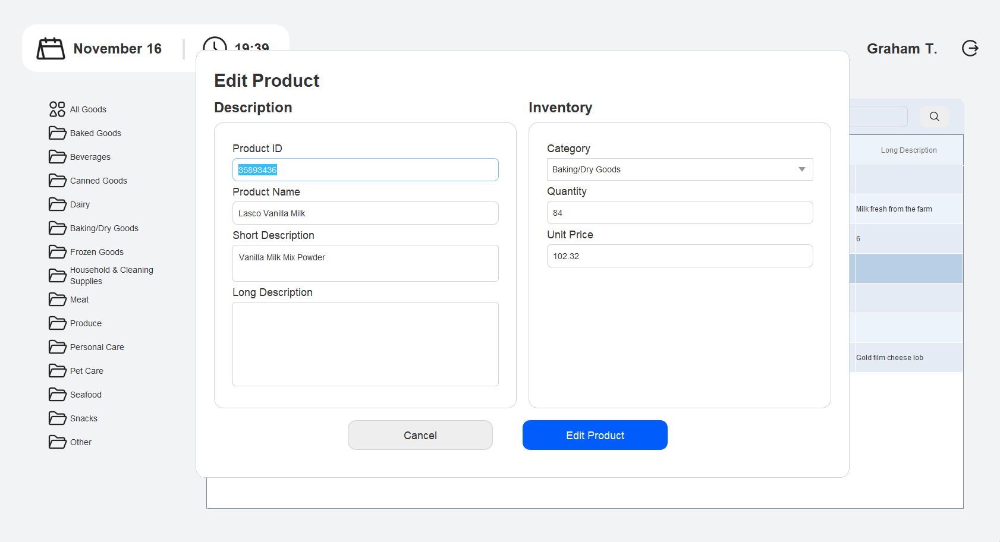 November 16
19:39
Graham T.
All Goods
Baked Goods
Beverages
Canned Goods
Dairy
Baking/Dry Goods
Frozen Goods
Household & Cleaning
Supplies
Meat
Produce
Personal Care
Pet Care
Seafood
Snacks
Other
Edit Product
Description
Product ID
35893436
Product Name
Lasco Vanilla Milk
Short Description
Vanilla Milk Mix Powder
Long Description
Inventory
Category
Baking/Dry Goods
Quantity
84
Unit Price
102.32
Cancel
Edit Product
Long Description
Milk fresh from the farm
6
Gold film cheese lob